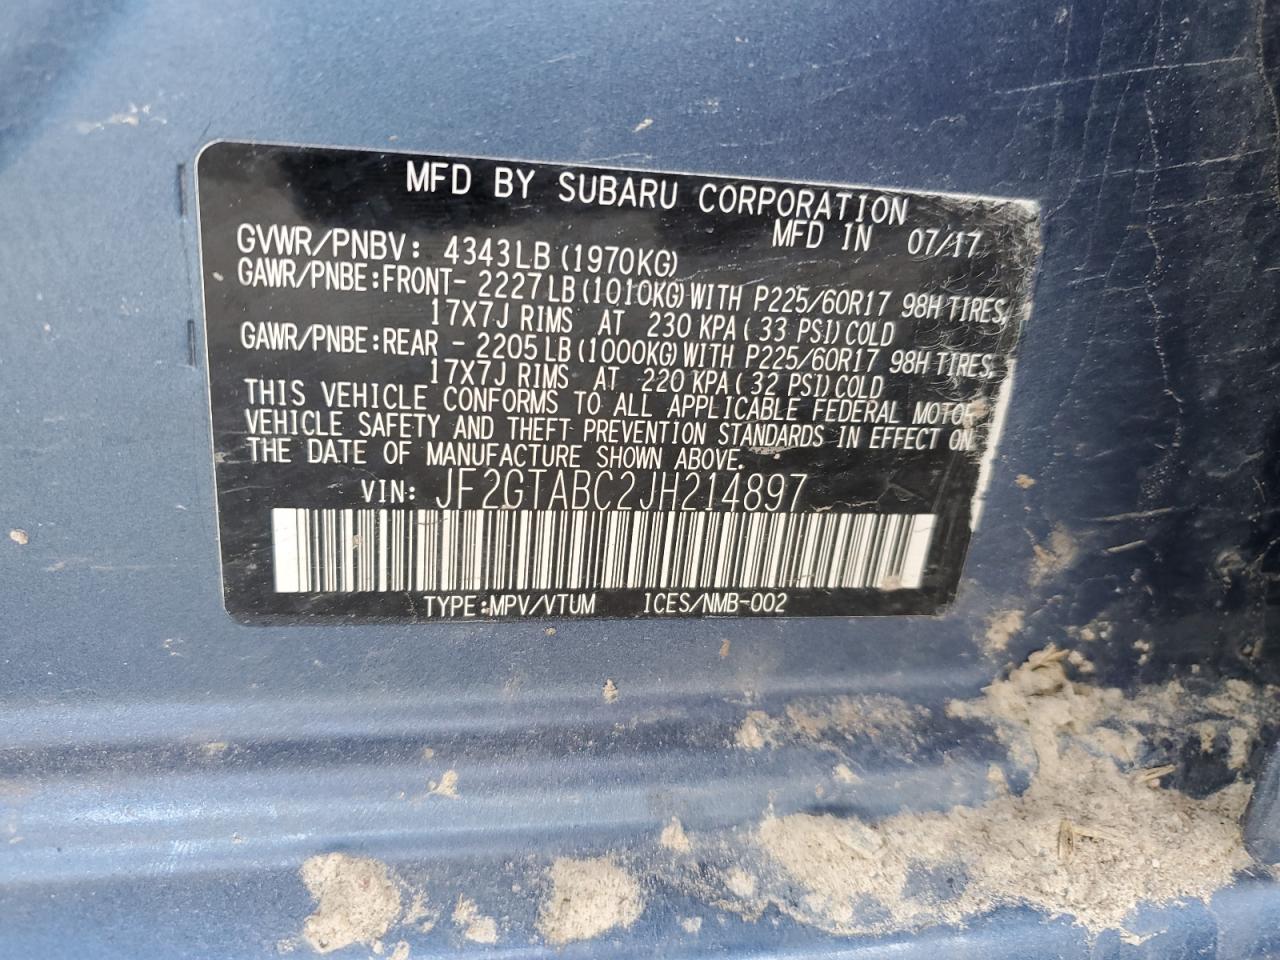 MFD BY SUBARU CORPORATION
MFD IN 07/17
GVWR/PNBV: 4343LB (1970KG)
GAWR/PNBE:FRONT- 2227 LB (1010KG) WITH P225/60R17 98H TIRES,
17X7J RIMS AT 230 KPA ( 33 PSI) COLD
GAWR/PNBE:REAR - 2205 LB (1000KG) WITH P225/60R17 98H TIRES,
17X7J RIMS AT 220 KPA ( 32 PSI) COLD
THIS VEHICLE CONFORMS TO ALL APPLICABLE FEDERAL MOTOR
VEHICLE SAFETY AND THEFT PREVENTION STANDARDS IN EFFECT ON
THE DATE OF MANUFACTURE SHOWN ABOVE.
VIN: JF2GTABC2JH214897
TYPE:MPV/VTUM ICES/NMB-002